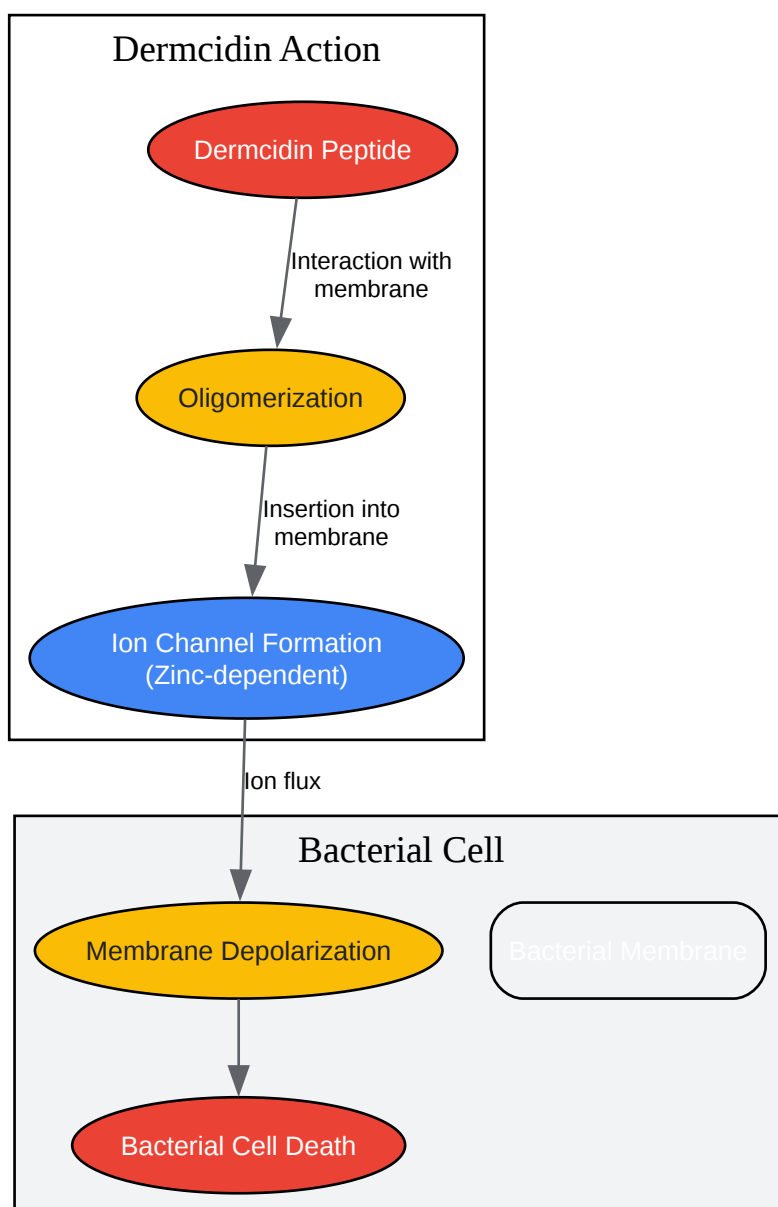 Dermcidin Action
Dermcidin Peptide
Interaction with
membrane
Oligomerization
Insertion into
membrane
Ion Channel Formation
(Zinc-dependent)
Ion flux
Bacterial Cell
Membrane Depolarization
Bacterial Membrane
Bacterial Cell Death